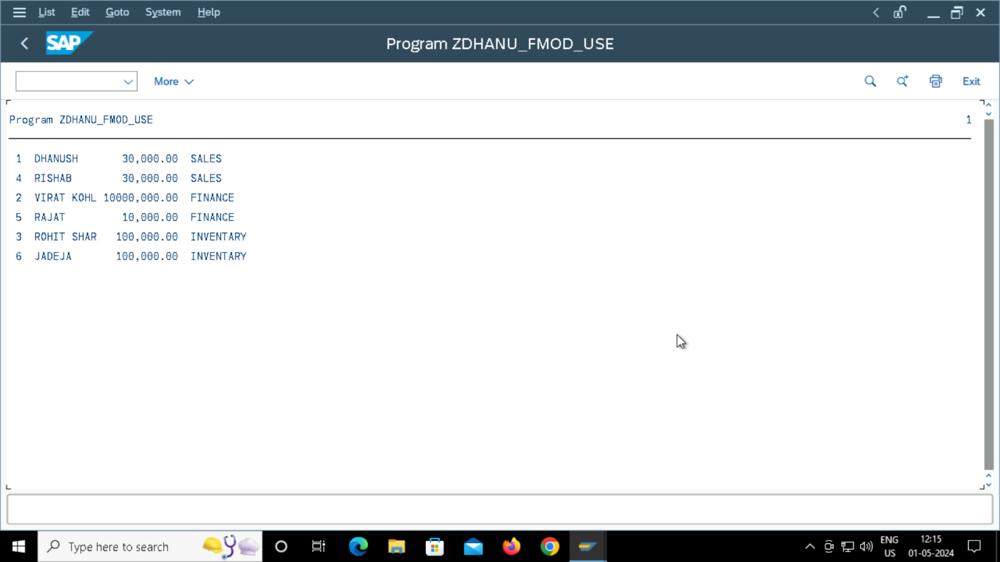 List Edit Goto System Help
SAP Program ZDHANU_FMOD_USE
More Exit
Program ZDHANU_FMOD_USE 1
1 DHANUSH 30,000.00 SALES
4 RISHAB 30,000.00 SALES
2 VIRAT KOHL 10000,000.00 FINANCE
5 RAJAT 10,000.00 FINANCE
3 ROHIT SHAR 100,000.00 INVENTARY
6 JADEJA 100,000.00 INVENTARY
Type here to search
ENG 12:15
US 01-05-2024